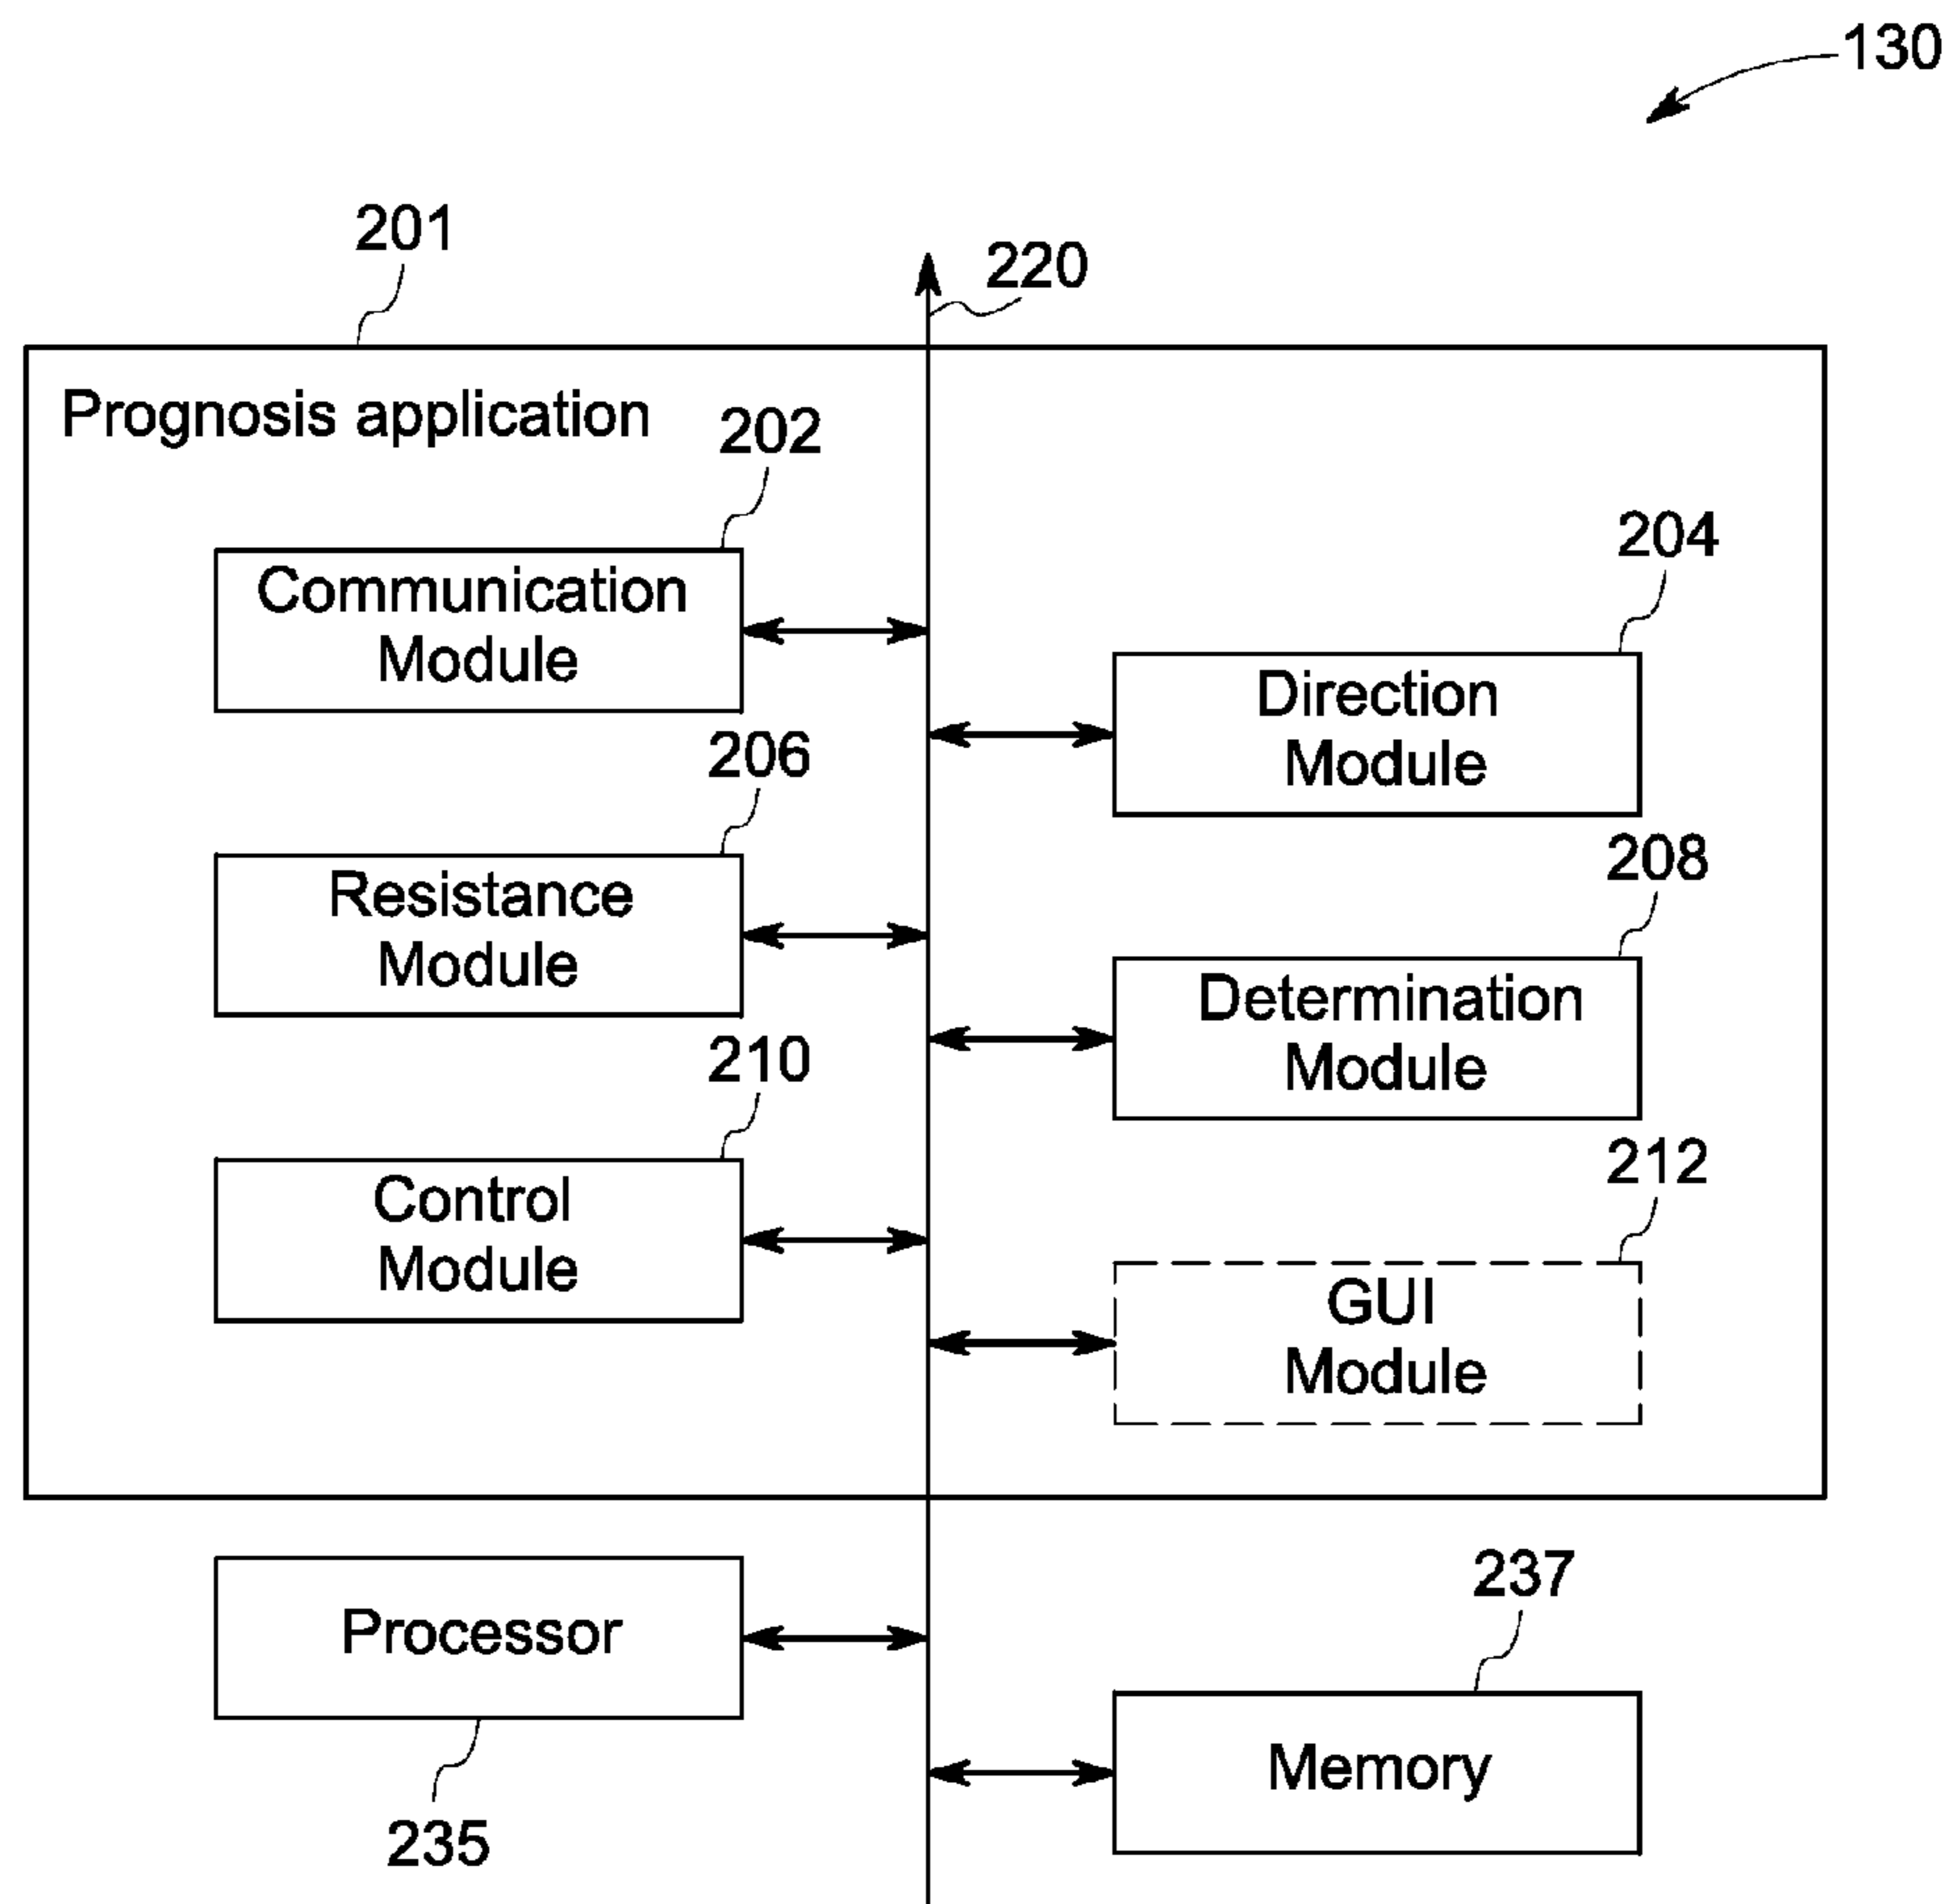 130
201
220
Prognosis application
202
Communication
Module
204
Direction
Module
206
Resistance
Module
208
Determination
Module
210
Control
Module
212
GUI
Module
Processor
235
237
Memory